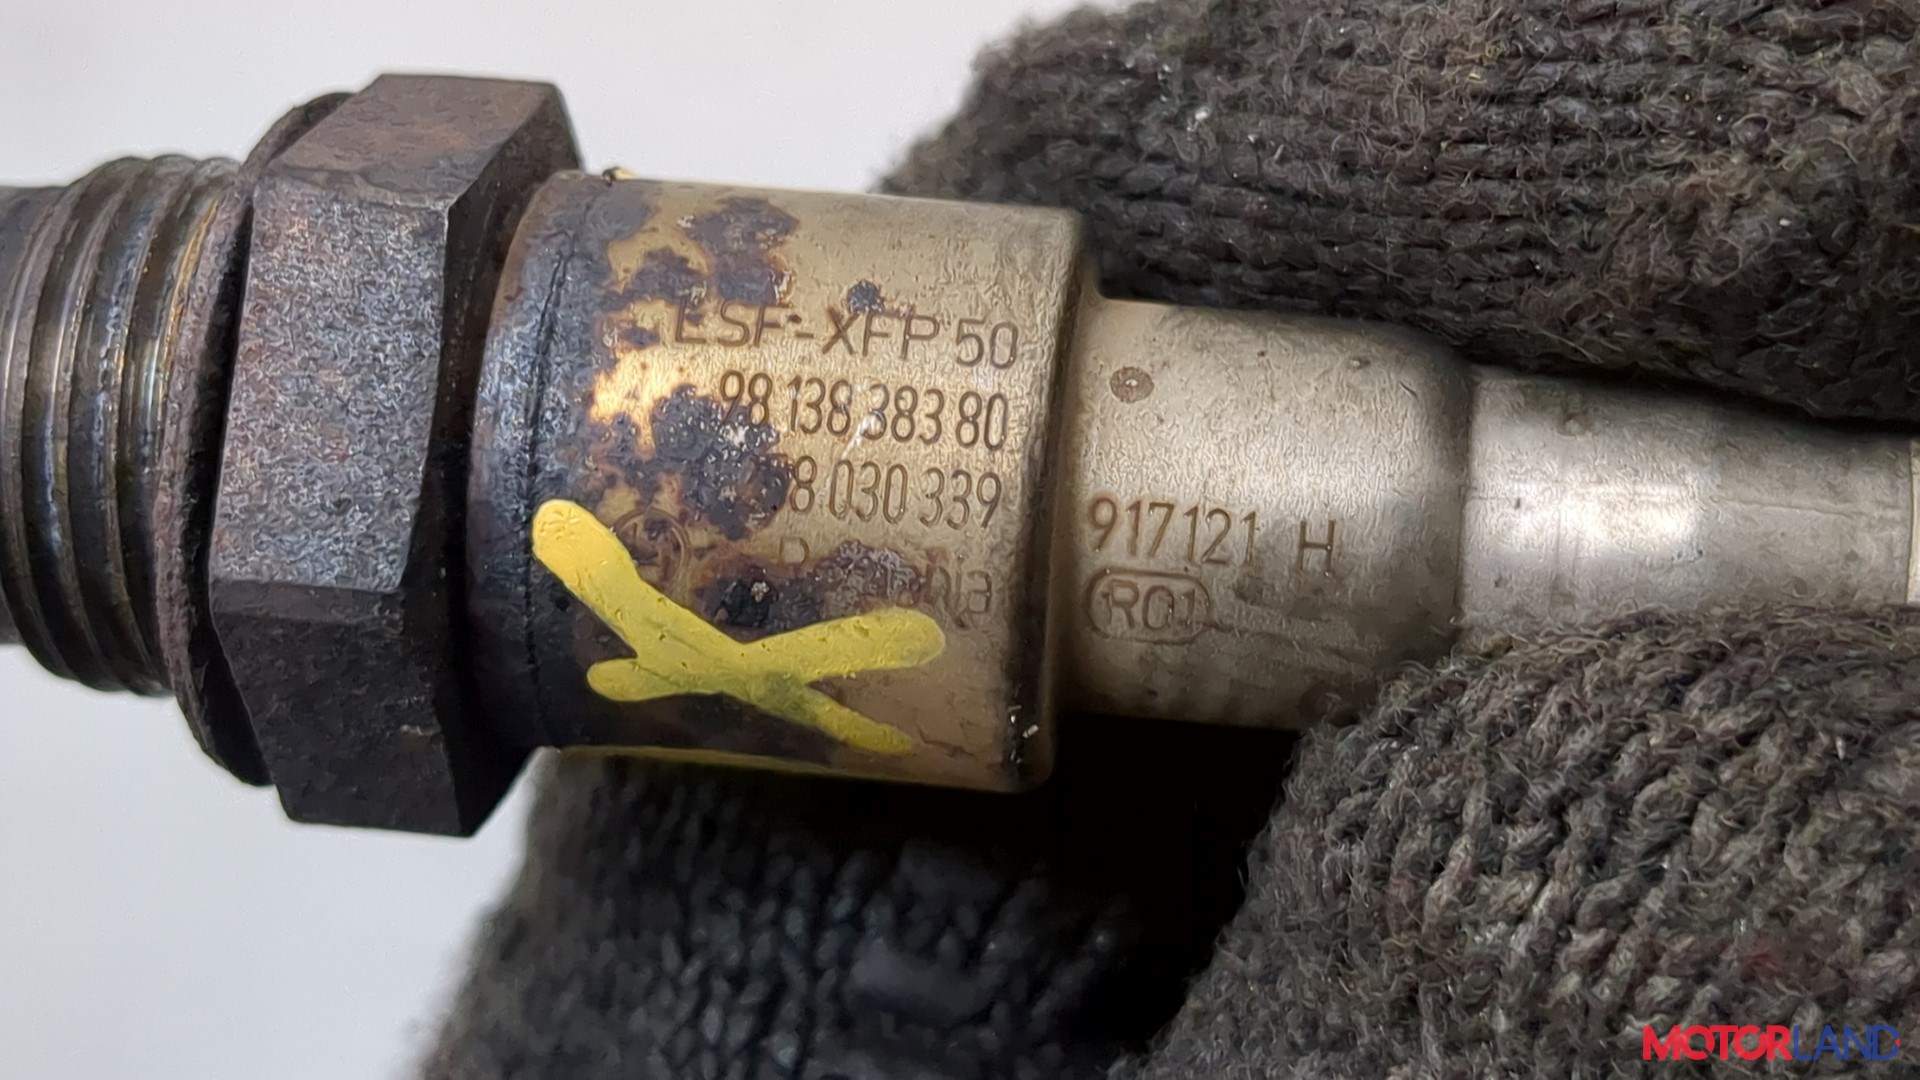 LSF-XFP 50
98 138 383 80
8 030 339
917121 H
R01
MOTORLAND